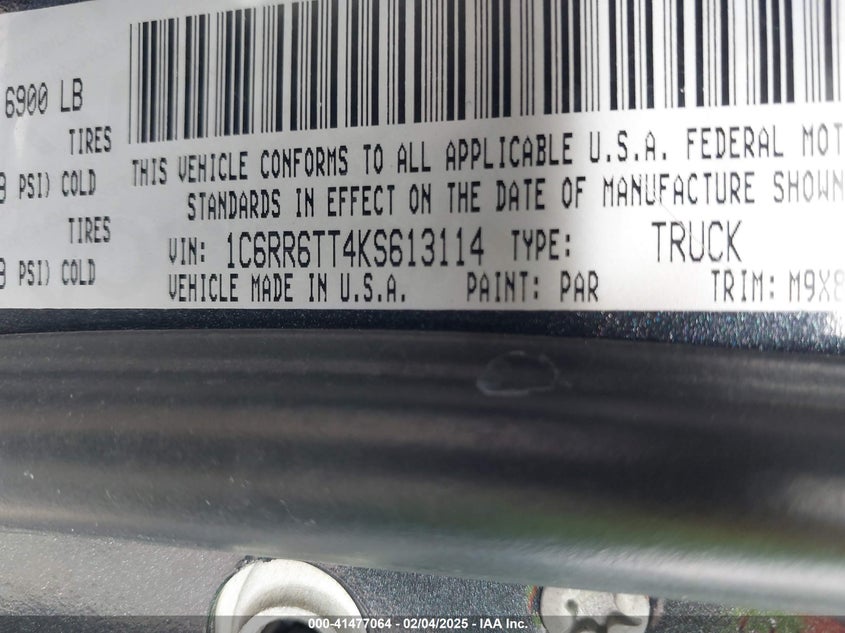 6900 LB
TIRES
PSI) COLD
TIRES
PSI) COLD
THIS VEHICLE CONFORMS TO ALL APPLICABLE U.S.A. FEDERAL MOT
STANDARDS IN EFFECT ON THE DATE OF MANUFACTURE SHOWN
VIN: 1C6RR6TT4KS613114 TYPE: TRUCK
VEHICLE MADE IN U.S.A. PAINT: PAR TRIM: M9X8
000-41477064 - 02/04/2025 - IAA Inc.